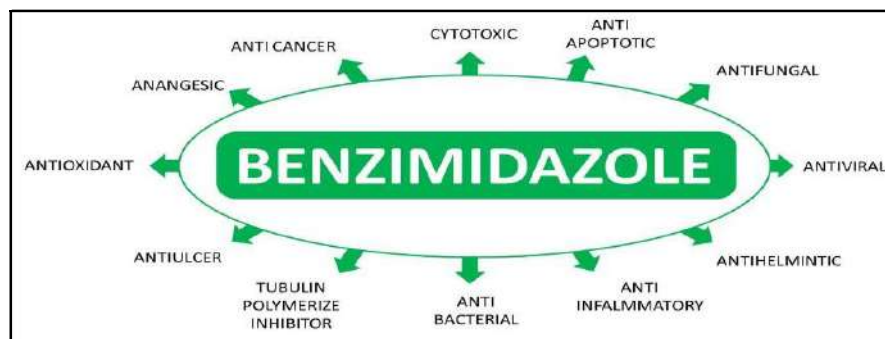 CYTOTOXIC
ANTI
APOPTOTIC
ANTI CANCER
ANTIFUNGAL
ANANGESIC
BENZIMIDAZOLE
ANTIOXIDANT
ANTIVIRAL
ANTIULCER
ANTIHELMINTIC
TUBULIN
POLYMERIZE
INHIBITOR
ANTI
BACTERIAL
ANTI
INFALMMATORY